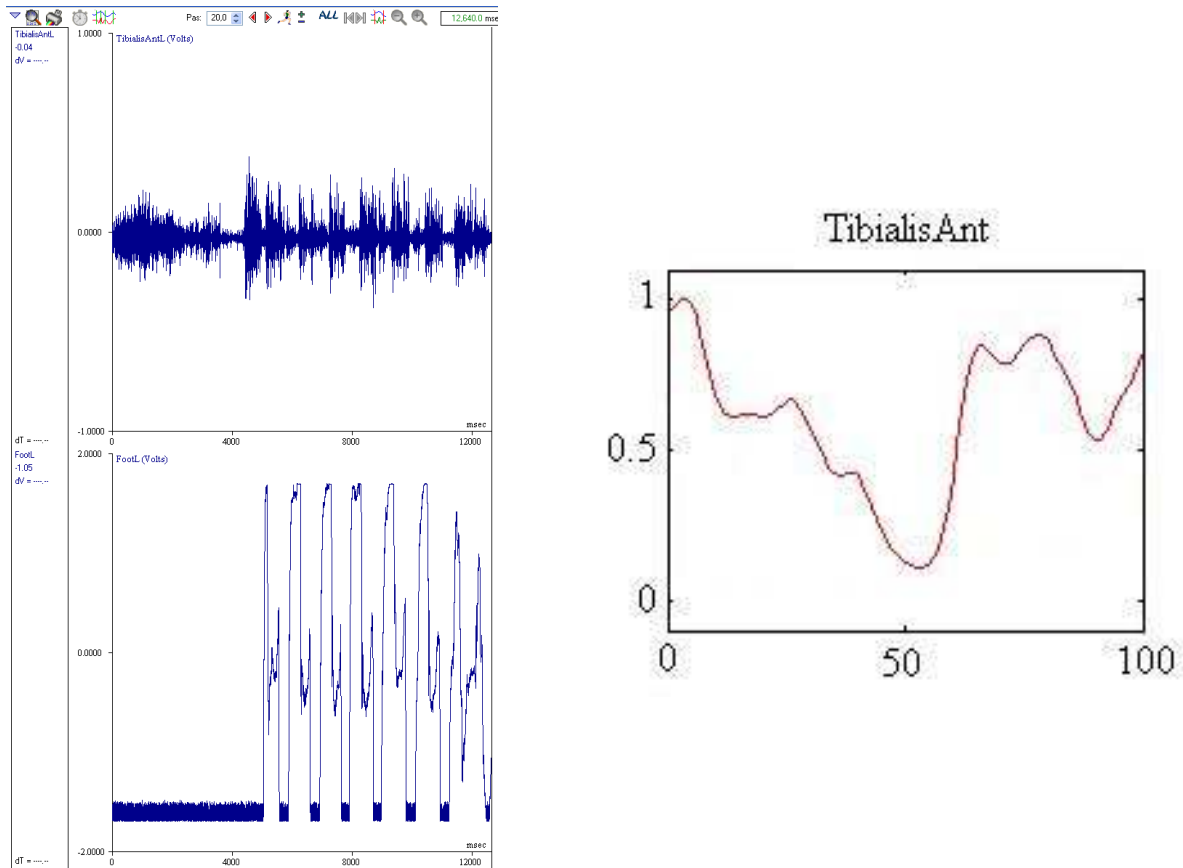 Pas: 20,0 ALL 12,640.0 mse
TibialisAntL
-0.04
dV = ----.--
1.0000
TibialisAntL (Volts)
0.0000
-1.0000
msec
dT = ----.--
0 4000 8000 12000
FootL
-1.05
dV = ----.--
2.0000
FootL (Volts)
0.0000
-2.0000
msec
dT = ----.--
0 4000 8000 12000
TibialisAnt
1
0.5
0
0 50 100